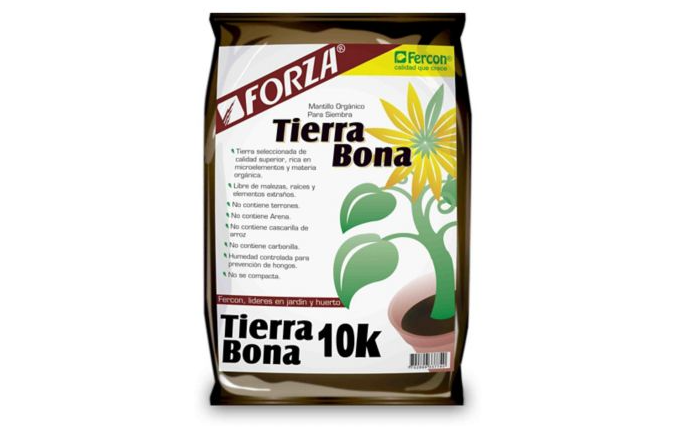 FORZA®
Fercon®
calidad que crece
Mantillo Orgánico
Para Siembra
Tierra
Bona
Tierra seleccionada de
calidad superior, rica en
microelementos y materia
orgánica.
Libre de malezas, raíces y
elementos extraños.
No contiene terrones.
No contiene Arena.
No contiene cascarilla de
arroz
No contiene carbonilla.
Humedad controlada para
prevención de hongos.
No se compacta.
Fercon, lideres en jardín y huerto
Tierra
Bona 10k